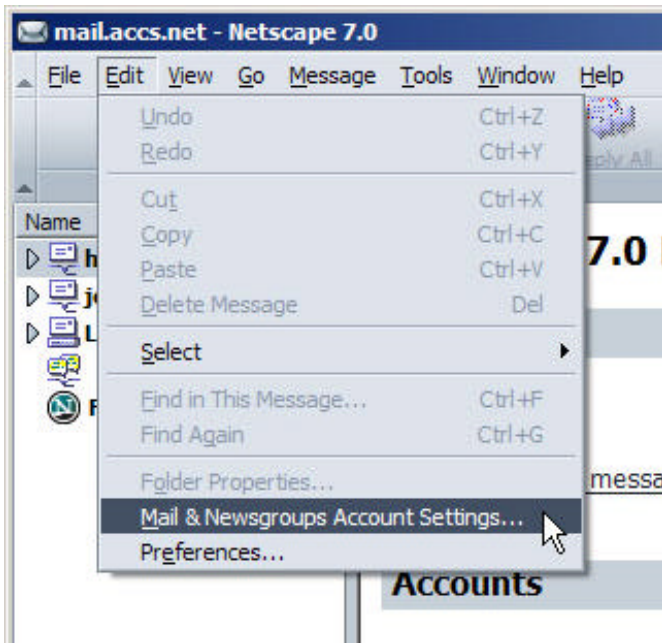 mail.accs.net - Netscape 7.0
File Edit View Go Message Tools Window Help
Undo Ctrl+Z
Redo Ctrl+Y
All
Cut Ctrl+X
Copy Ctrl+C
Name
Paste Ctrl+V
7.0
Delete Message Del
L
Select
Find in This Message... Ctrl+F
Find Again Ctrl+G
Folder Properties...
Mail & Newsgroups Account Settings...
Preferences...
Accounts